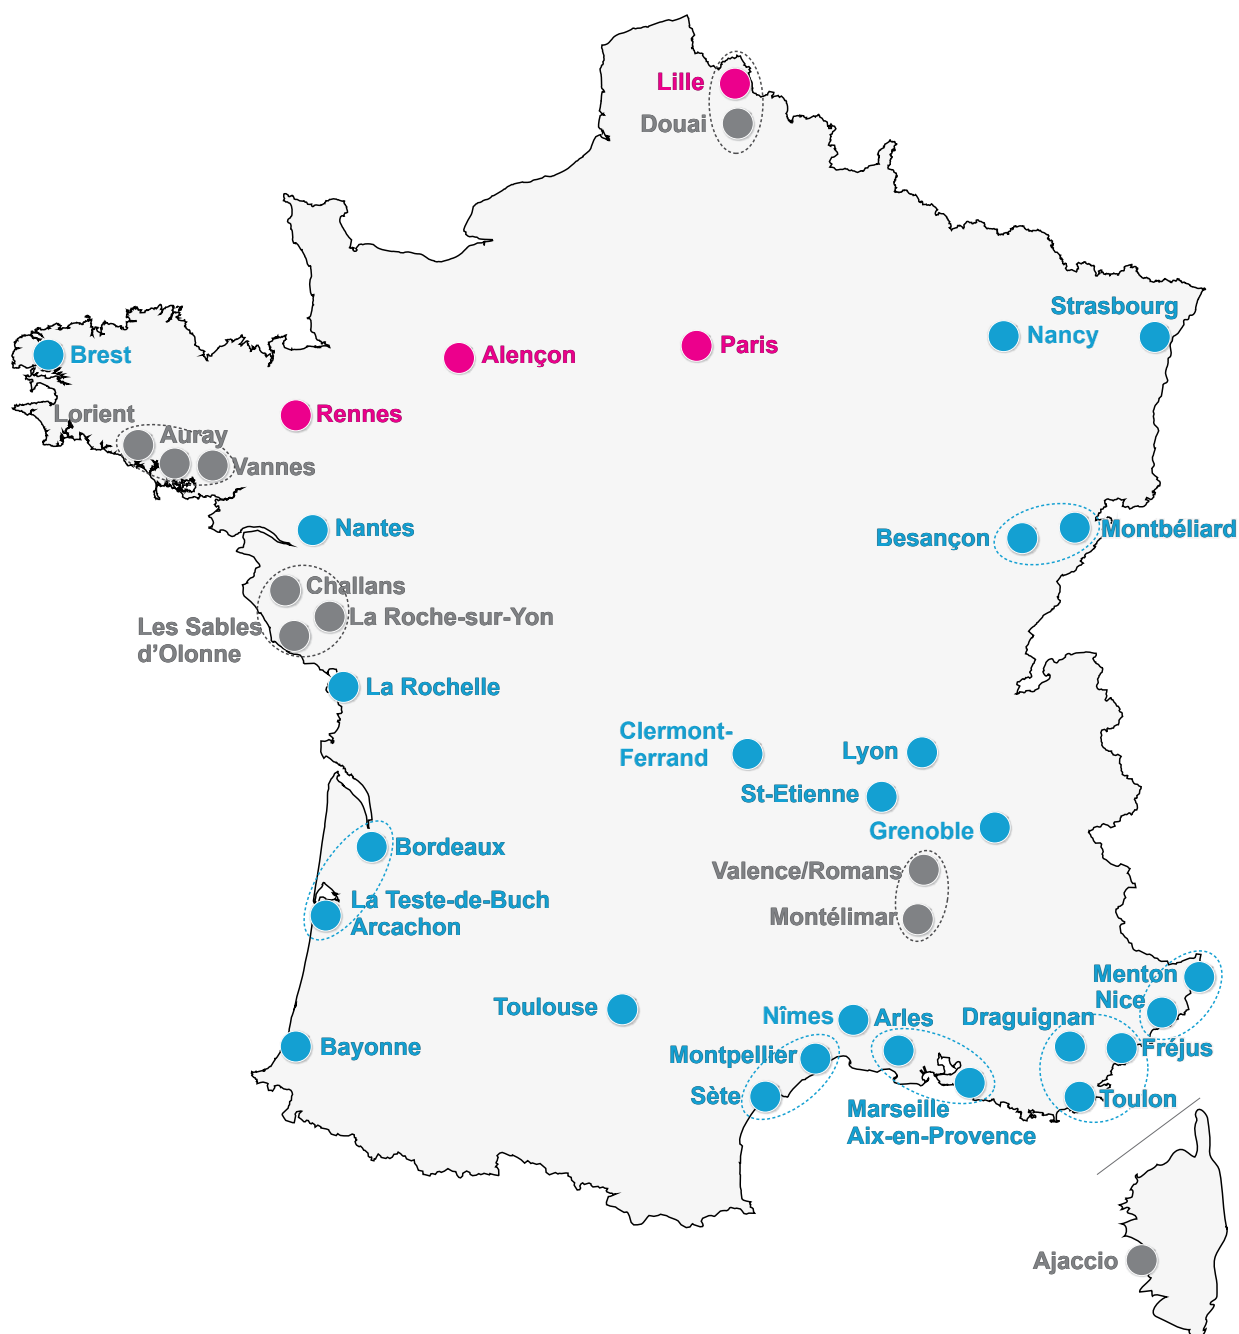 Lille
Douai
Strasbourg
Nancy
Paris
Alençon
Brest
Rennes
Lorient
Auray
Vannes
Nantes
Besançon
Montbéliard
Challans
La Roche-sur-Yon
Les Sables
d’Olonne
La Rochelle
Clermont-
Ferrand
Lyon
St-Etienne
Grenoble
Bordeaux
Valence/Romans
La Teste-de-Buch
Arcachon
Montélimar
Menton
Nice
Toulouse
Nîmes
Arles
Draguignan
Bayonne
Montpellier
Fréjus
Sète
Marseille
Aix-en-Provence
Toulon
Ajaccio